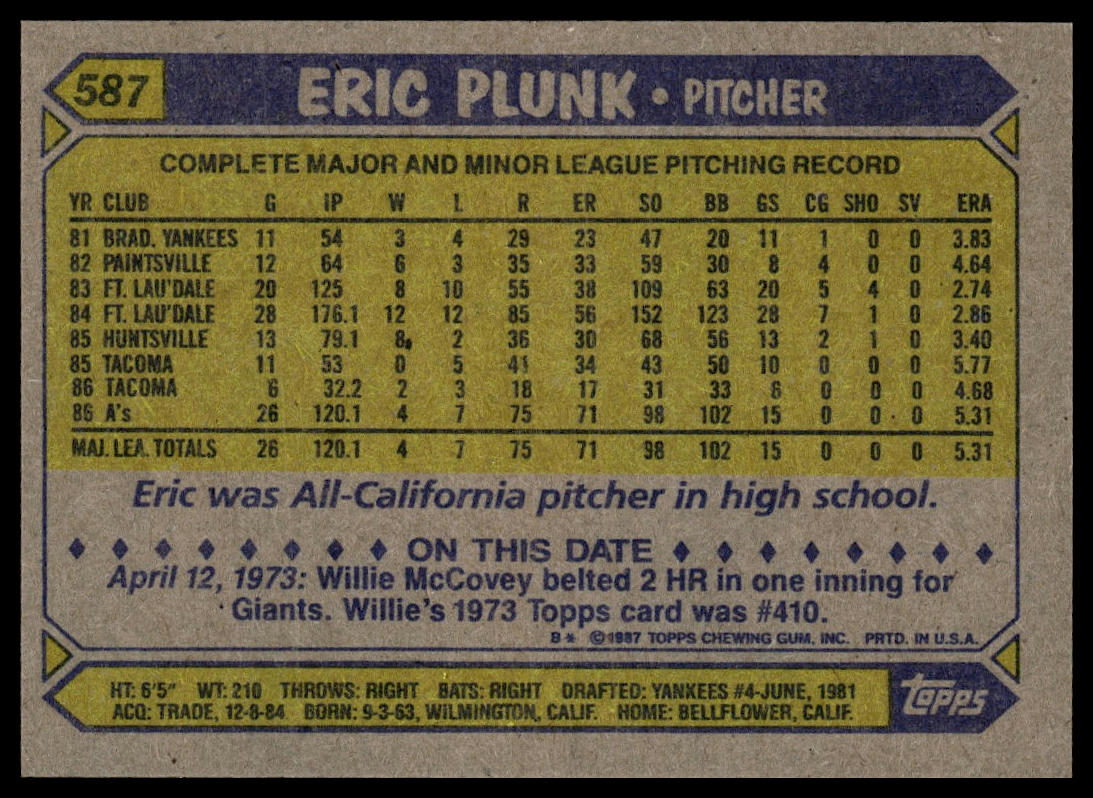 587 ERIC PLUNK • PITCHER
COMPLETE MAJOR AND MINOR LEAGUE PITCHING RECORD
YR CLUB G IP W L R ER SO BB GS CG SHO SV ERA
81 BRAD. YANKEES 11 54 3 4 29 23 47 20 11 1 0 0 3.83
82 PAINTSVILLE 12 64 6 3 35 33 59 30 8 4 0 0 4.64
83 FT. LAU'DALE 20 125 8 10 55 38 109 63 20 5 4 0 2.74
84 FT. LAU'DALE 28 176.1 12 12 85 56 152 123 28 7 1 0 2.86
85 HUNTSVILLE 13 79.1 8 2 36 30 68 56 13 2 1 0 3.40
85 TACOMA 11 53 0 5 41 34 43 50 10 0 0 0 5.77
86 TACOMA 6 32.2 2 3 18 17 31 33 6 0 0 0 4.68
86 A's 26 120.1 4 7 75 71 98 102 15 0 0 0 5.31
MAJ. LEA. TOTALS 26 120.1 4 7 75 71 98 102 15 0 0 0 5.31
Eric was All-California pitcher in high school.
ON THIS DATE
April 12, 1973: Willie McCovey belted 2 HR in one inning for
Giants. Willie's 1973 Topps card was #410.
B* ©1987 TOPPS CHEWING GUM, INC. PRTD. IN U.S.A.
HT: 6'5" WT: 210 THROWS: RIGHT BATS: RIGHT DRAFTED: YANKEES #4-JUNE, 1981
ACQ: TRADE, 12-8-84 BORN: 9-3-63, WILMINGTON, CALIF. HOME: BELLFLOWER, CALIF.
Topps